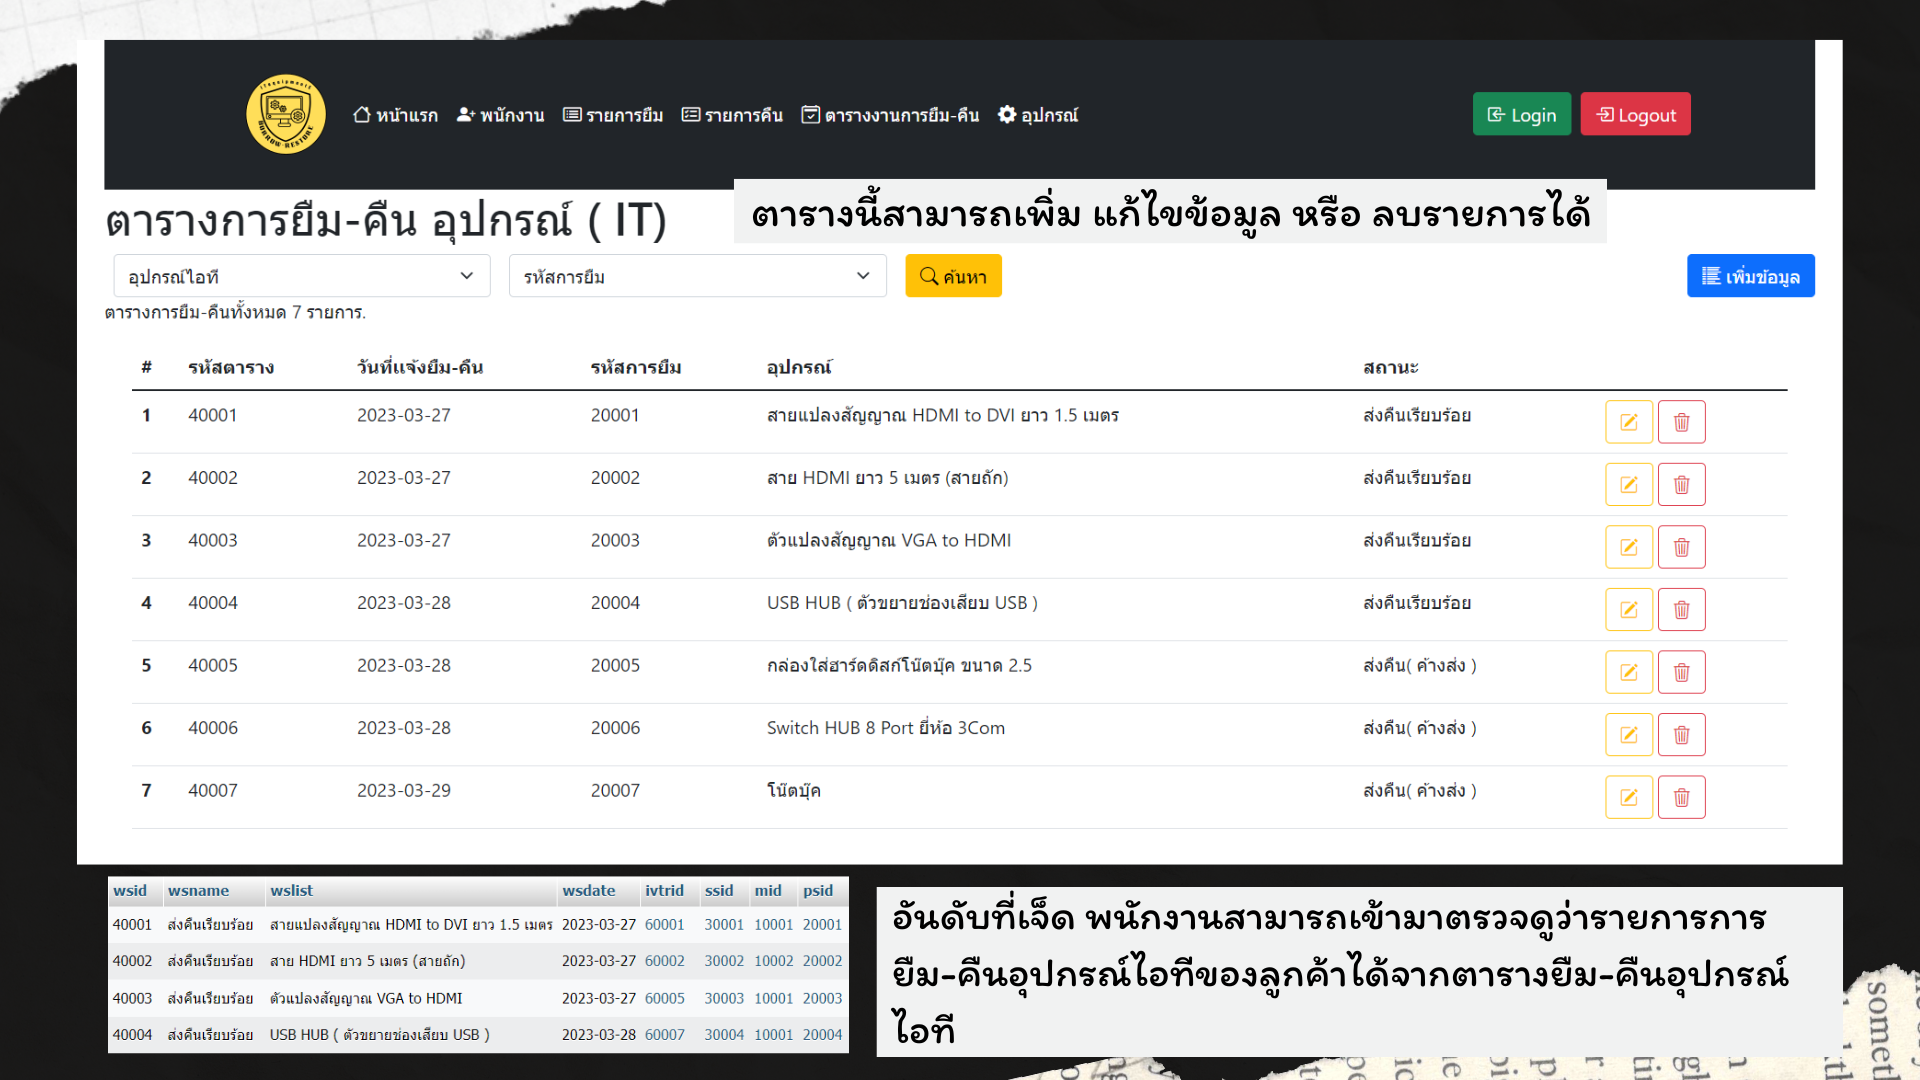 หน้าแรก พนักงาน รายการยืม รายการคืน ตารางงานการยืม-คืน อุปกรณ์ Login Logout
ตารางการยืม-คืน อุปกรณ์ ( IT)
ตารางนี้สามารถเพิ่ม แก้ไขข้อมูล หรือ ลบรายการได้
อุปกรณ์ไอที รหัสการยืม ค้นหา เพิ่มข้อมูล
ตารางการยืม-คืนทั้งหมด 7 รายการ.
# รหัสตาราง วันที่แจ้งยืม-คืน รหัสการยืม อุปกรณ์ สถานะ
1 40001 2023-03-27 20001 สายแปลงสัญญาณ HDMI to DVI ยาว 1.5 เมตร ส่งคืนเรียบร้อย
2 40002 2023-03-27 20002 สาย HDMI ยาว 5 เมตร (สายถัก) ส่งคืนเรียบร้อย
3 40003 2023-03-27 20003 ตัวแปลงสัญญาณ VGA to HDMI ส่งคืนเรียบร้อย
4 40004 2023-03-28 20004 USB HUB ( ตัวขยายช่องเสียบ USB ) ส่งคืนเรียบร้อย
5 40005 2023-03-28 20005 กล่องใส่ฮาร์ดดิสก์โน๊ตบุ๊ค ขนาด 2.5 ส่งคืน( ค้างส่ง )
6 40006 2023-03-28 20006 Switch HUB 8 Port ยี่ห้อ 3Com ส่งคืน( ค้างส่ง )
7 40007 2023-03-29 20007 โน๊ตบุ๊ค ส่งคืน( ค้างส่ง )
wsid wsname wslist wsdate ivtrid ssid mid psid
40001 ส่งคืนเรียบร้อย สายแปลงสัญญาณ HDMI to DVI ยาว 1.5 เมตร 2023-03-27 60001 30001 10001 20001
40002 ส่งคืนเรียบร้อย สาย HDMI ยาว 5 เมตร (สายถัก) 2023-03-27 60002 30002 10002 20002
40003 ส่งคืนเรียบร้อย ตัวแปลงสัญญาณ VGA to HDMI 2023-03-27 60005 30003 10001 20003
40004 ส่งคืนเรียบร้อย USB HUB ( ตัวขยายช่องเสียบ USB ) 2023-03-28 60007 30004 10001 20004
อันดับที่เจ็ด พนักงานสามารถเข้ามาตรวจดูว่ารายการการ
ยืม-คืนอุปกรณ์ไอทีของลูกค้าได้จากตารางยืม-คืนอุปกรณ์
ไอที